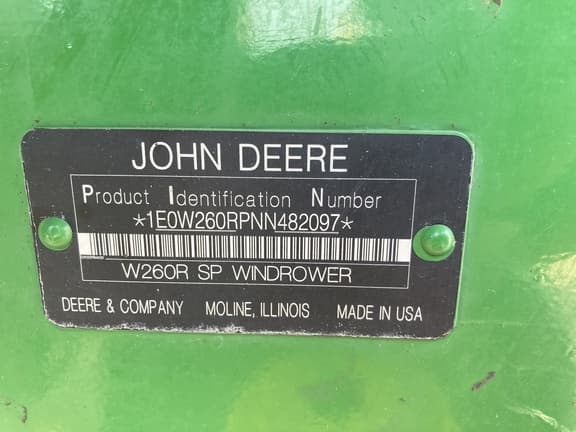 JOHN DEERE
Product Identification Number
*1E0W260RPNN482097*
W260R SP WINDROWER
DEERE & COMPANY MOLINE, ILLINOIS MADE IN USA